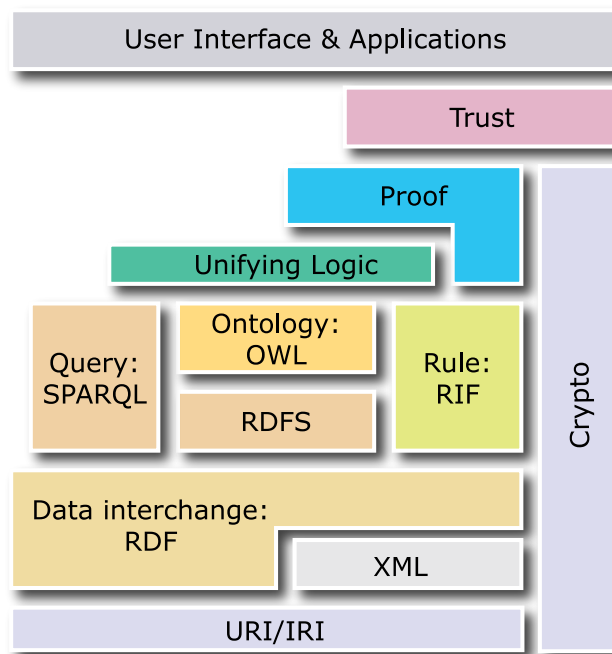 User Interface & Applications
Trust
Proof
Unifying Logic
Ontology:
OWL
Query:
SPARQL
Rule:
RIF
RDFS
Crypto
Data interchange:
RDF
XML
URI/IRI